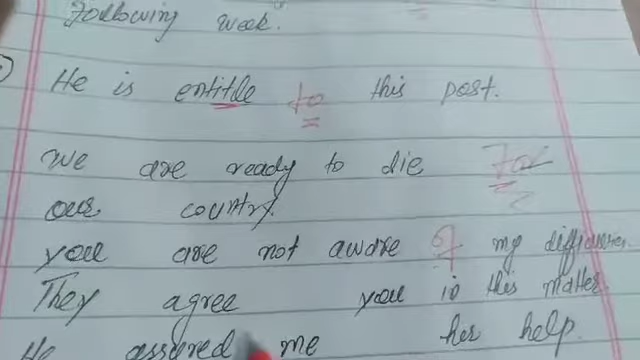 Following week.
He is entitle to this post.
We are ready to die For
our country.
you are not aware of my
They agree you in this matter.
He assured me her help.